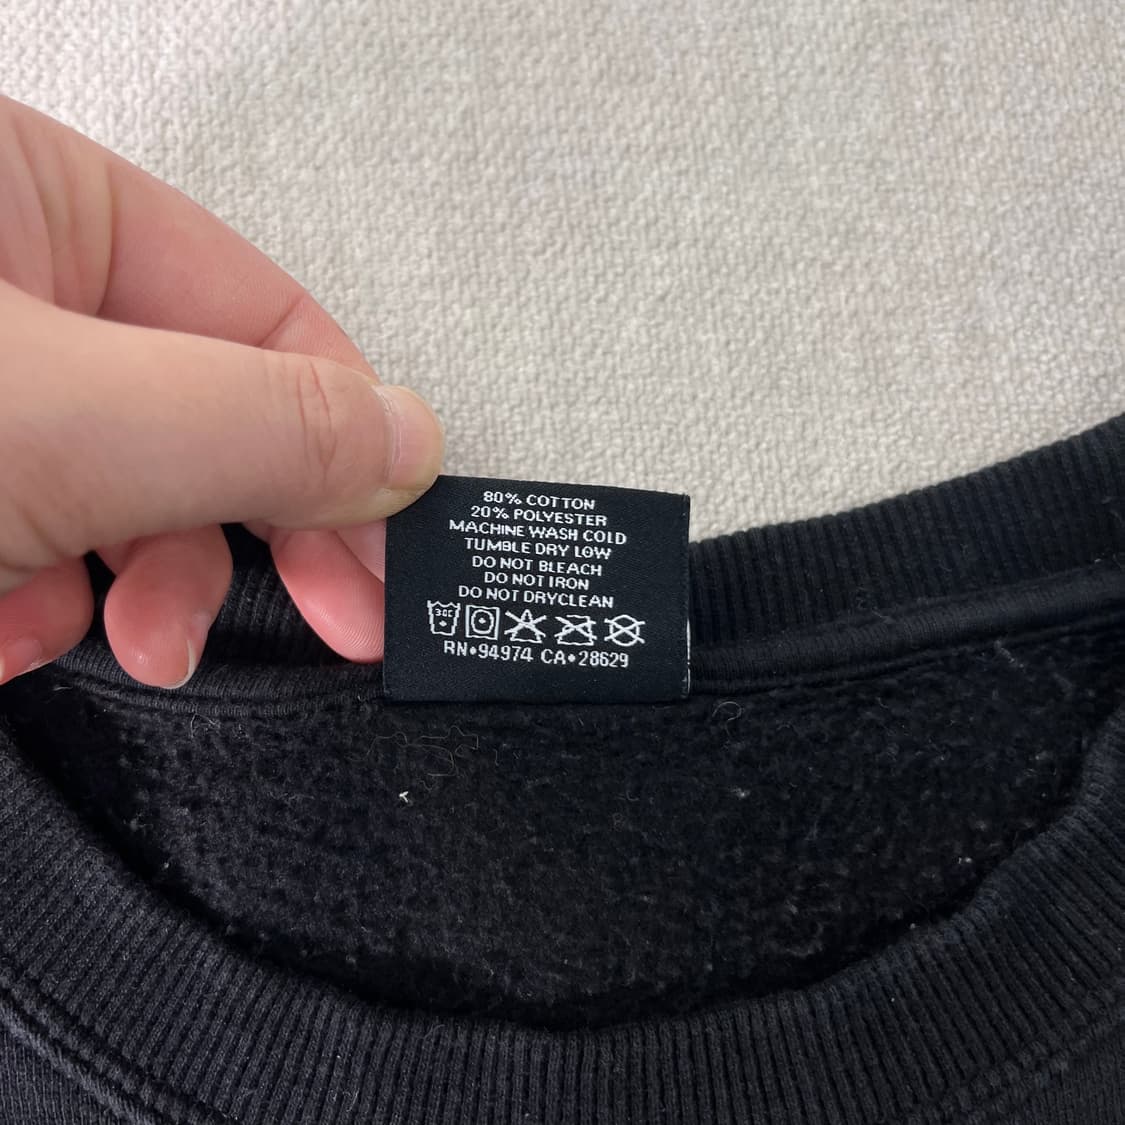 80% COTTON
20% POLYESTER
MACHINE WASH COLD
TUMBLE DRY LOW
DO NOT BLEACH
DO NOT IRON
DO NOT DRYCLEAN
30C
RN•94974 CA•28629